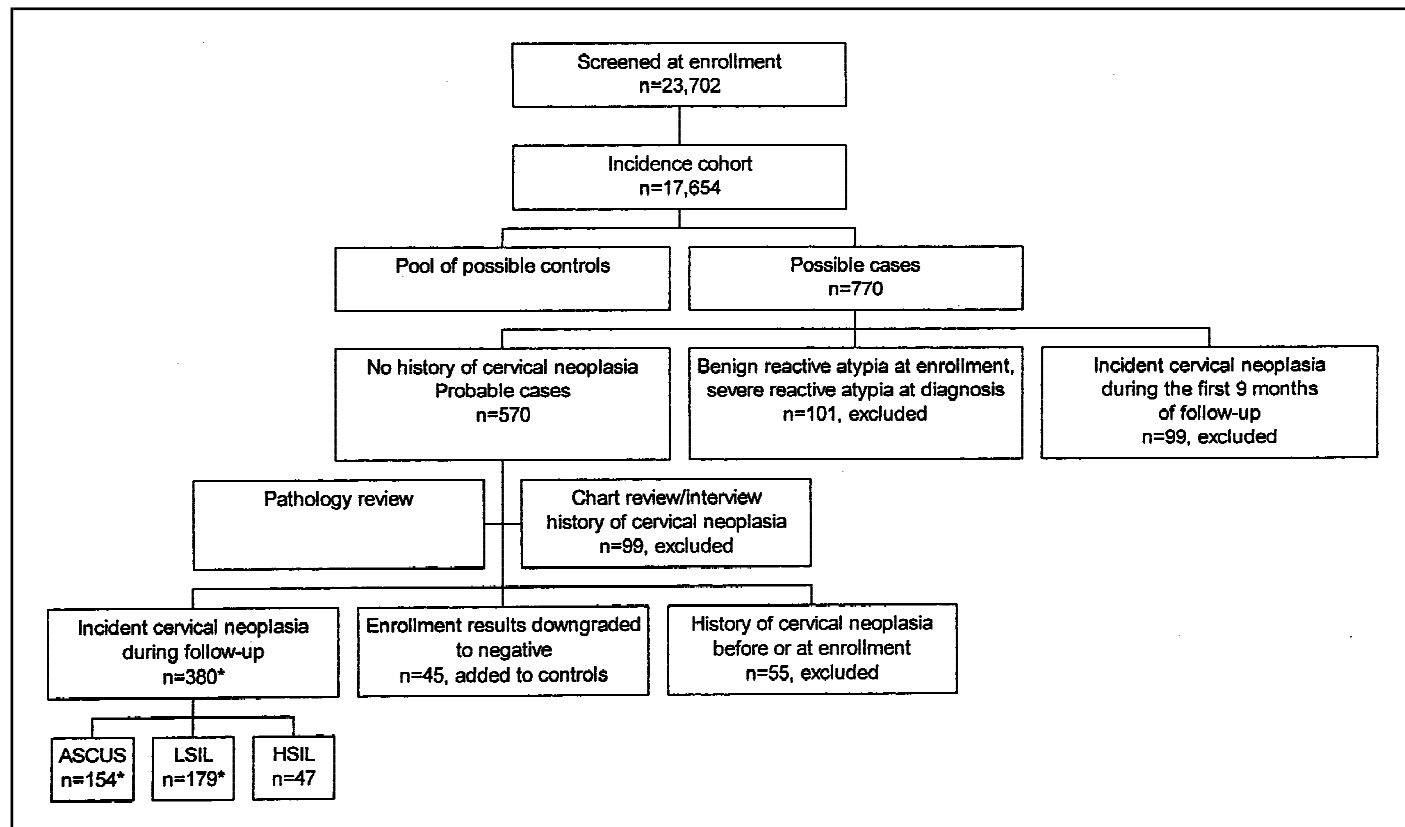 Screened at enrollment
n=23,702
Incidence cohort
n=17,654
Pool of possible controls
Possible cases
n=770
No history of cervical neoplasia
Probable cases
n=570
Benign reactive atypia at enrollment,
severe reactive atypia at diagnosis
n=101, excluded
Incident cervical neoplasia
during the first 9 months
of follow-up
n=99, excluded
Pathology review
Chart review/interview
history of cervical neoplasia
n=99, excluded
Incident cervical neoplasia
during follow-up
n=380*
Enrollment results downgraded
to negative
n=45, added to controls
History of cervical neoplasia
before or at enrollment
n=55, excluded
ASCUS
n=154*
LSIL
n=179*
HSIL
n=47